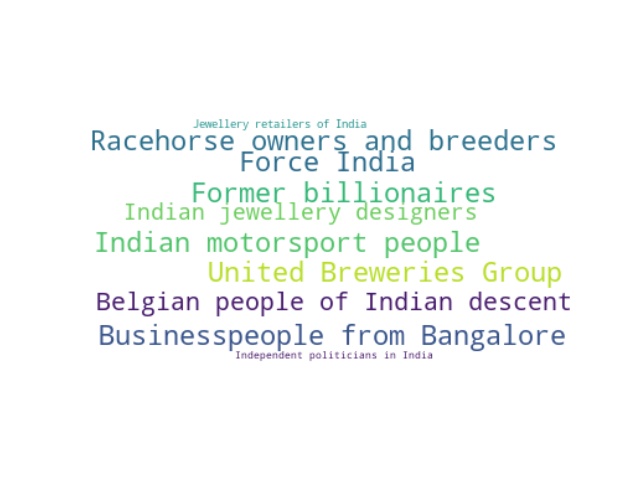 Jewellery retailers of India
Racehorse owners and breeders
Force India
Former billionaires
Indian jewellery designers
Indian motorsport people
United Breweries Group
Belgian people of Indian descent
Businesspeople from Bangalore
Independent politicians in India